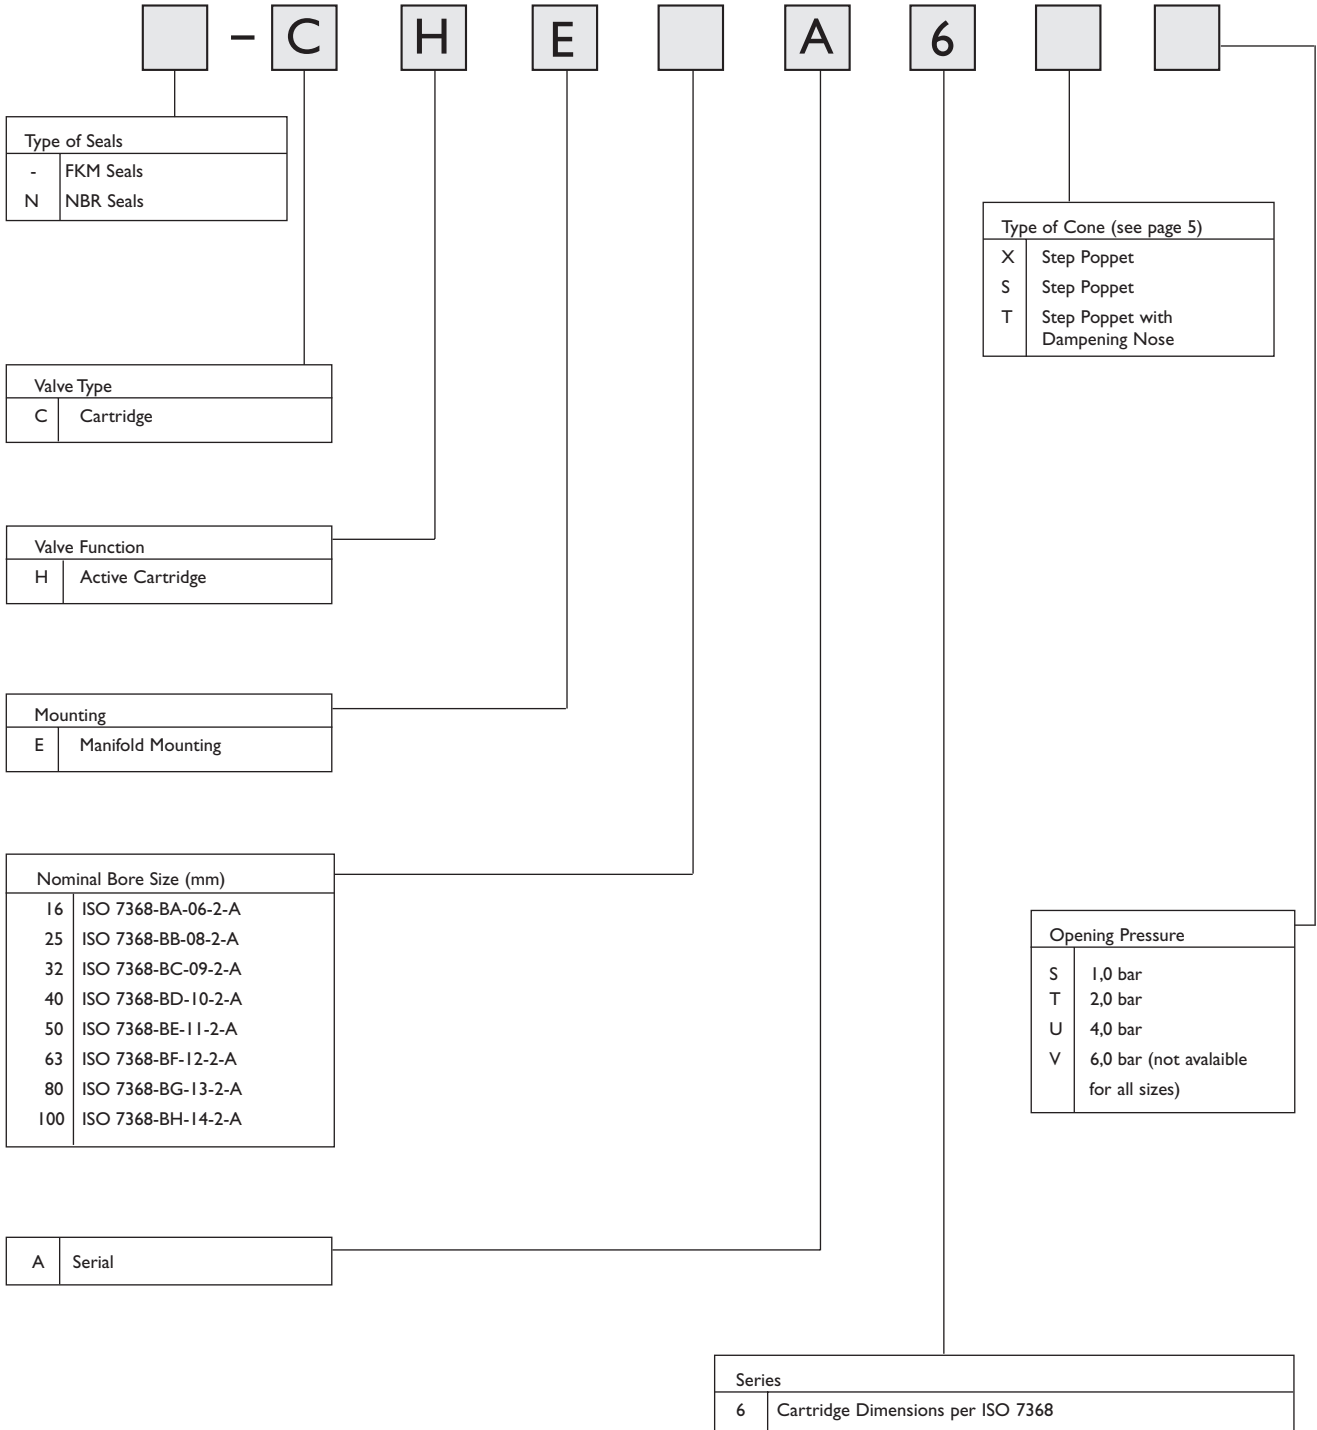 – C H E A 6
Type of Seals
- FKM Seals
N NBR Seals
Type of Cone (see page 5)
X Step Poppet
S Step Poppet
T Step Poppet with
Dampening Nose
Valve Type
C Cartridge
Valve Function
H Active Cartridge
Mounting
E Manifold Mounting
Nominal Bore Size (mm)
16 ISO 7368-BA-06-2-A
25 ISO 7368-BB-08-2-A
32 ISO 7368-BC-09-2-A
40 ISO 7368-BD-10-2-A
50 ISO 7368-BE-11-2-A
63 ISO 7368-BF-12-2-A
80 ISO 7368-BG-13-2-A
100 ISO 7368-BH-14-2-A
Opening Pressure
S 1,0 bar
T 2,0 bar
U 4,0 bar
V 6,0 bar (not avalaible
for all sizes)
A Serial
Series
6 Cartridge Dimensions per ISO 7368